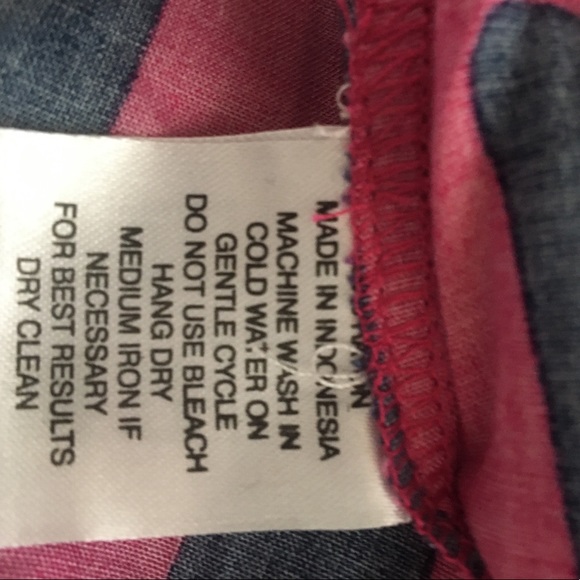 MADE IN INDONESIA
MACHINE WASH IN
COLD WATER ON
GENTLE CYCLE
DO NOT USE BLEACH
HANG DRY
MEDIUM IRON IF
NECESSARY
FOR BEST RESULTS
DRY CLEAN